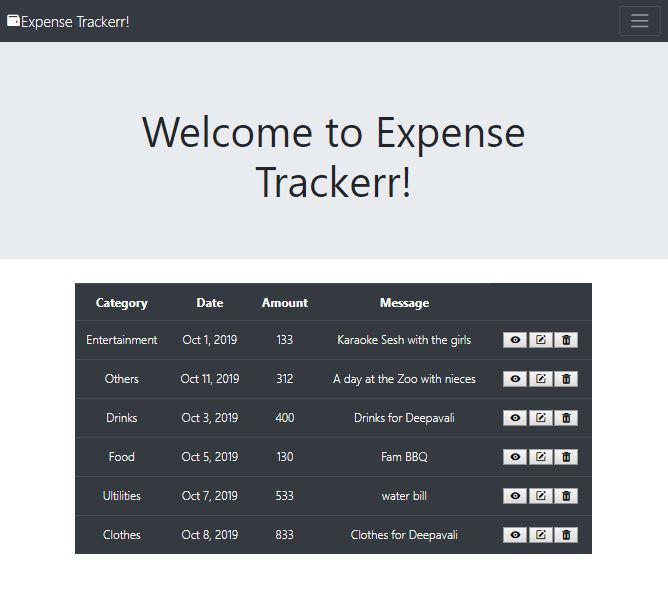 Expense Trackerr!
Welcome to Expense
Trackerr!
Category Date Amount Message
Entertainment Oct 1, 2019 133 Karaoke Sesh with the girls
Others Oct 11, 2019 312 A day at the Zoo with nieces
Drinks Oct 3, 2019 400 Drinks for Deepavali
Food Oct 5, 2019 130 Fam BBQ
Ultilities Oct 7, 2019 533 water bill
Clothes Oct 8, 2019 833 Clothes for Deepavali